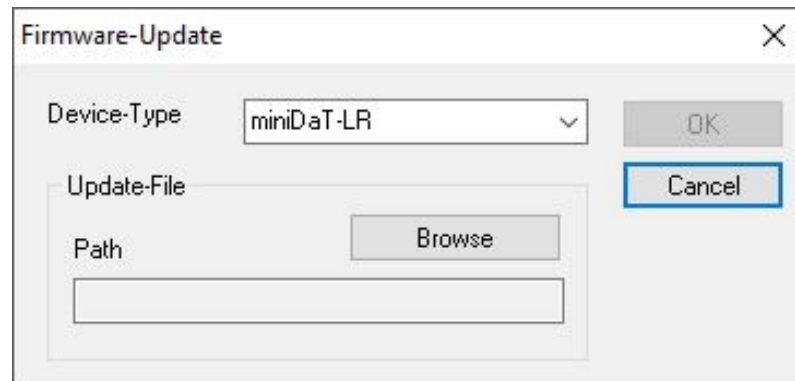 Firmware-Update
Device-Type
miniDaT-LR
OK
Update-File
Cancel
Browse
Path